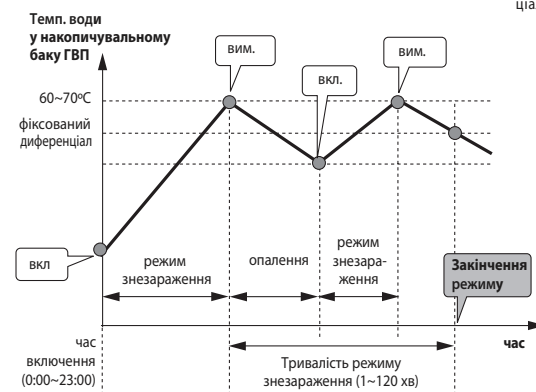 ціа
Темп. води
у накопичувальному
баку ГВП
вим.
вим.
вкл.
60~70ºC
фіксований
диференціал
вкл
режим
знезараження
опалення
режим
знезара-
ження
Закінчення
режиму
час
включення
(0:00~23:00)
час
Тривалість режиму
знезараження (1~120 хв)